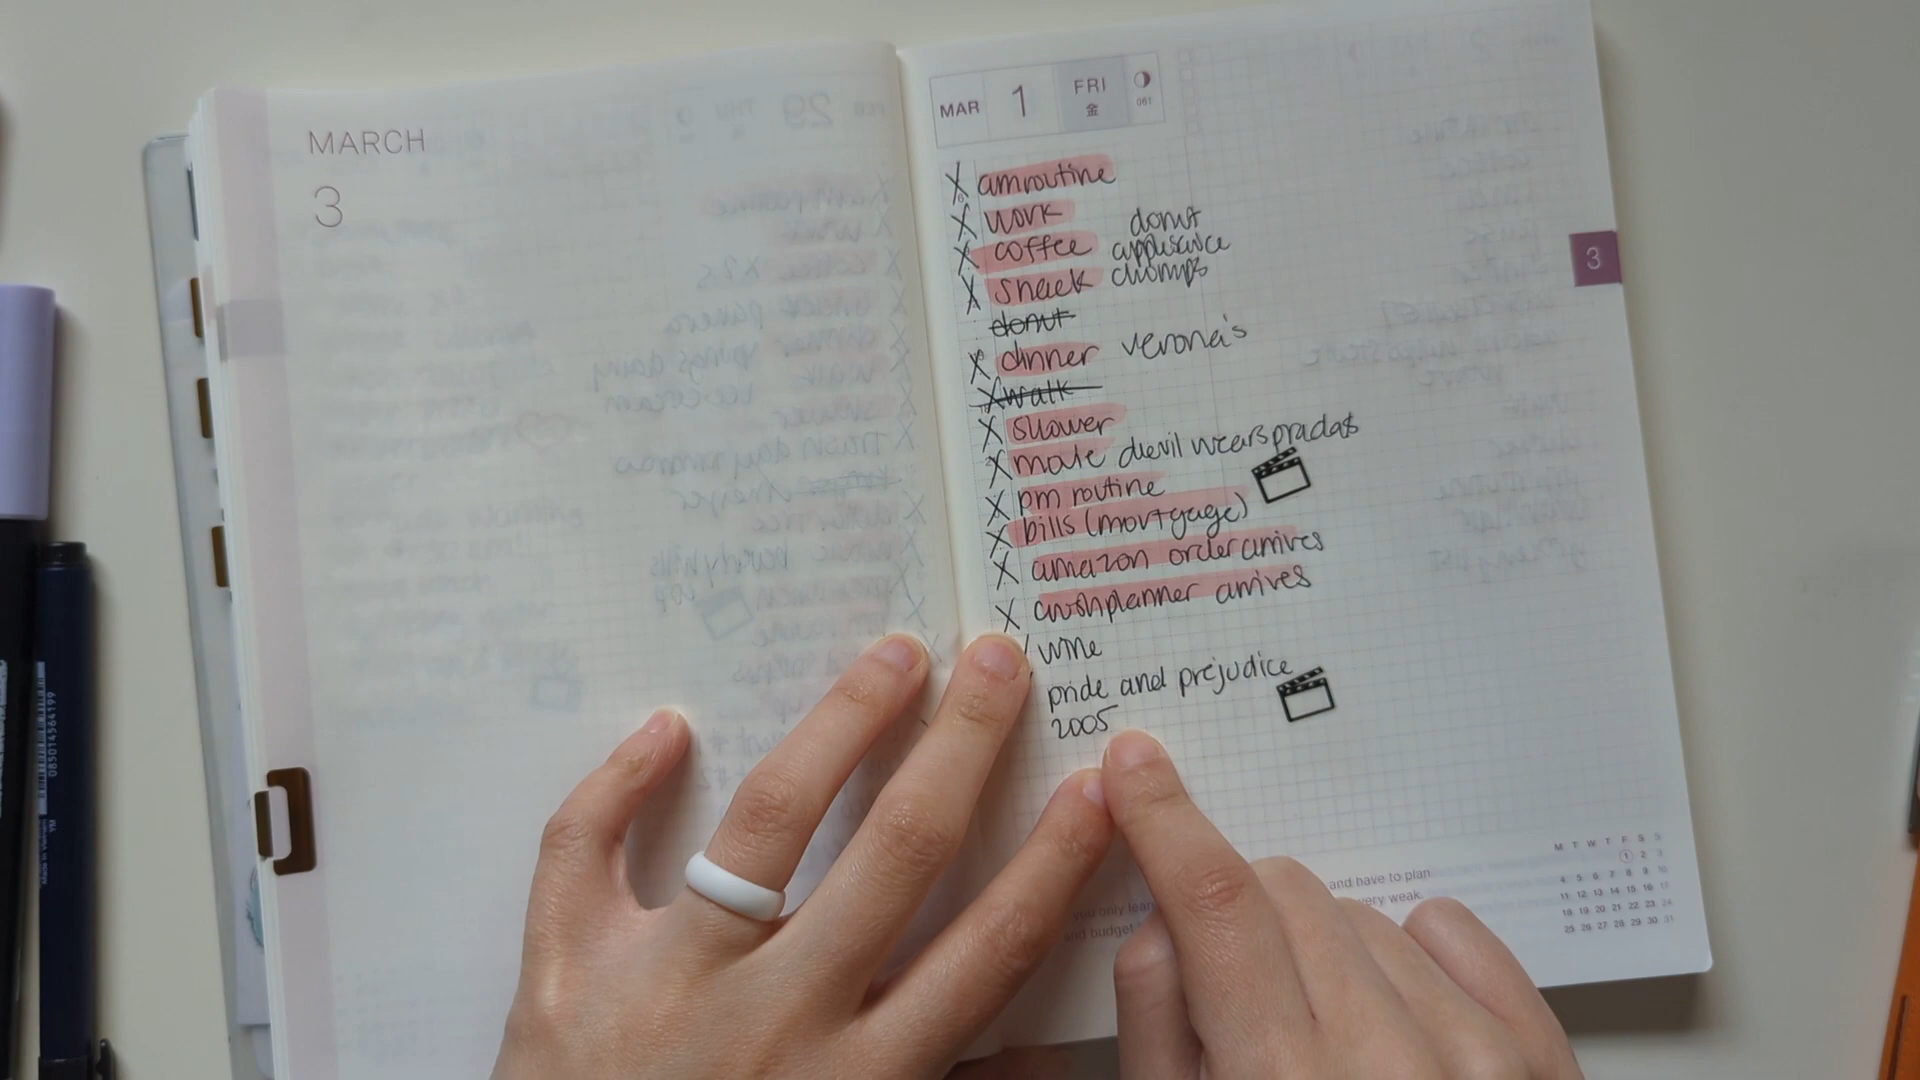 MARCH
3
MAR 1 FRI 金 061
X am routine
X work
donut
X coffee applesauce
X snack chomps
donut
X dinner verona's
X walk
X shower
X movie devil wears prada
X pm routine
X bills (mortgage)
X amazon order arrives
X planner arrives
wine
pride and prejudice
2005
3
and have to plan
very weak.
you only lear
and budget
M T W T F S S
1 2 3
4 5 6 7 8 9 10
11 12 13 14 15 16 17
18 19 20 21 22 23 24
25 26 27 28 29 30 31
085014564199